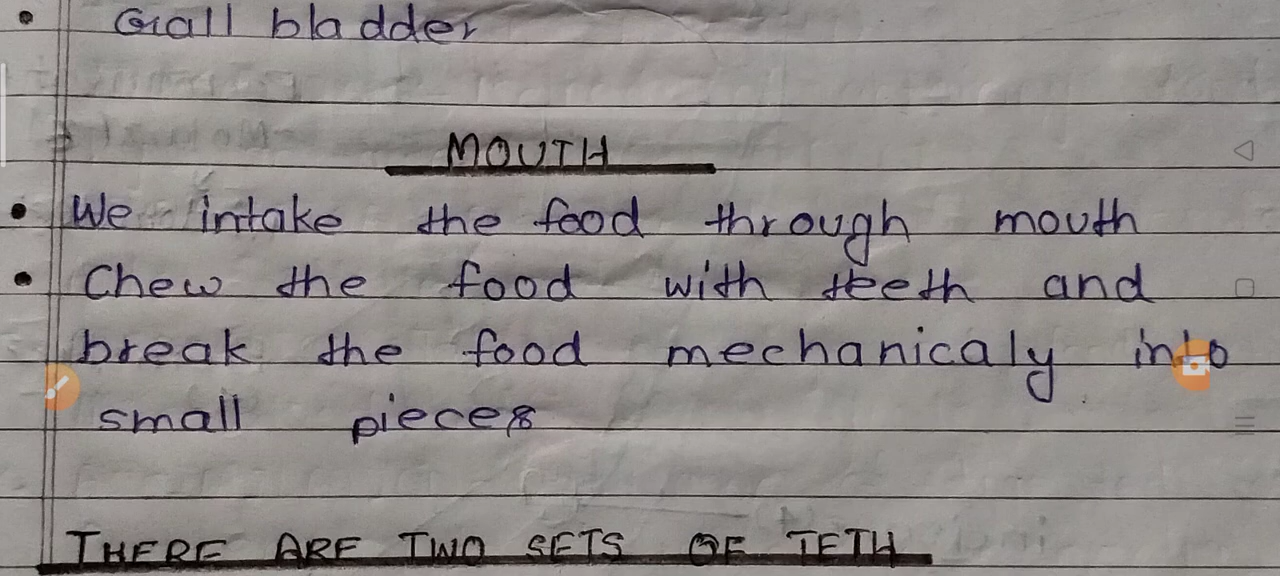 • Gall bladder
MOUTH
• We intake the food through mouth
• Chew the food with teeth and
break the food mechanicaly into
small pieces
THERE ARE TWO SETS OF TETH